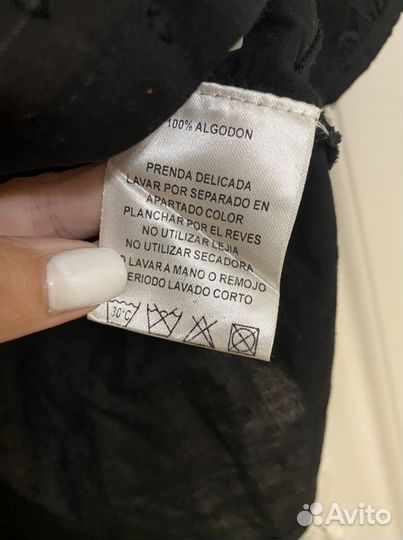 100% ALGODON
PRENDA DELICADA
LAVAR POR SEPARADO EN
APARTADO COLOR
PLANCHAR POR EL REVES
NO UTILIZAR LEJIA
NO UTILIZAR SECADORA
LAVAR A MANO O REMOJO
LAVADO CORTO
30°C
Avito